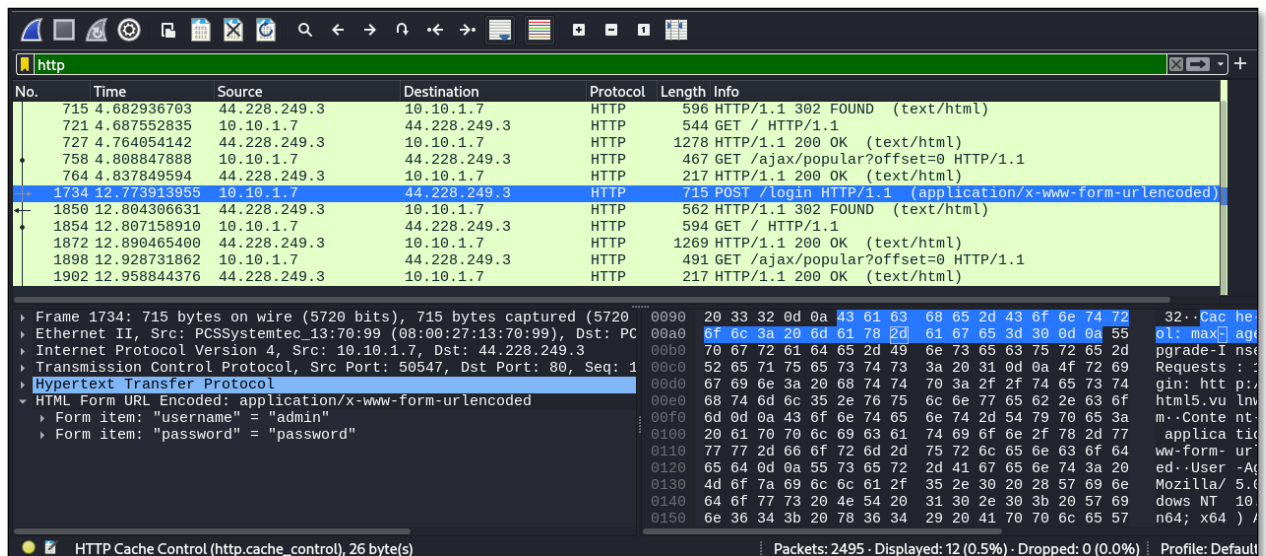 http
No. Time Source Destination Protocol Length Info
715 4.682936703 44.228.249.3 10.10.1.7 HTTP 596 HTTP/1.1 302 FOUND (text/html)
721 4.687552835 10.10.1.7 44.228.249.3 HTTP 544 GET / HTTP/1.1
727 4.764054142 44.228.249.3 10.10.1.7 HTTP 1278 HTTP/1.1 200 OK (text/html)
758 4.808847888 10.10.1.7 44.228.249.3 HTTP 467 GET /ajax/popular?offset=0 HTTP/1.1
764 4.837849594 44.228.249.3 10.10.1.7 HTTP 217 HTTP/1.1 200 OK (text/html)
1734 12.773913955 10.10.1.7 44.228.249.3 HTTP 715 POST /login HTTP/1.1 (application/x-www-form-urlencoded)
1850 12.804306631 44.228.249.3 10.10.1.7 HTTP 562 HTTP/1.1 302 FOUND (text/html)
1854 12.807158910 10.10.1.7 44.228.249.3 HTTP 594 GET / HTTP/1.1
1872 12.890465400 44.228.249.3 10.10.1.7 HTTP 1269 HTTP/1.1 200 OK (text/html)
1898 12.928731862 10.10.1.7 44.228.249.3 HTTP 491 GET /ajax/popular?offset=0 HTTP/1.1
1902 12.958844376 44.228.249.3 10.10.1.7 HTTP 217 HTTP/1.1 200 OK (text/html)
Frame 1734: 715 bytes on wire (5720 bits), 715 bytes captured (5720
Ethernet II, Src: PCSSystemtec_13:70:99 (08:00:27:13:70:99), Dst: PC
Internet Protocol Version 4, Src: 10.10.1.7, Dst: 44.228.249.3
Transmission Control Protocol, Src Port: 50547, Dst Port: 80, Seq: 1
Hypertext Transfer Protocol
HTML Form URL Encoded: application/x-www-form-urlencoded
Form item: "username" = "admin"
Form item: "password" = "password"
0090 20 33 32 0d 0a 43 61 63 68 65 2d 43 6f 6e 74 72 32··Cac he-
00a0 6f 6c 3a 20 6d 61 78 2d 61 67 65 3d 30 0d 0a 55 ol: max- age
00b0 70 67 72 61 64 65 2d 49 6e 73 65 63 75 72 65 2d pgrade-I nse
00c0 52 65 71 75 65 73 74 73 3a 20 31 0d 0a 4f 72 69 Requests : 1
00d0 67 69 6e 3a 20 68 74 74 70 3a 2f 2f 74 65 73 74 gin: htt p:/
00e0 68 74 6d 6c 35 2e 76 75 6c 6e 77 65 62 2e 63 6f html5.vu lnw
00f0 6d 0d 0a 43 6f 6e 74 65 6e 74 2d 54 79 70 65 3a m··Conte nt-
0100 20 61 70 70 6c 69 63 61 74 69 6f 6e 2f 78 2d 77 applica tio
0110 77 77 2d 66 6f 72 6d 2d 75 72 6c 65 6e 63 6f 64 ww-form- url
0120 65 64 0d 0a 55 73 65 72 2d 41 67 65 6e 74 3a 20 ed··User -Ag
0130 4d 6f 7a 69 6c 6c 61 2f 35 2e 30 20 28 57 69 6e Mozilla/ 5.0
0140 64 6f 77 73 20 4e 54 20 31 30 2e 30 3b 20 57 69 dows NT 10.
0150 6e 36 34 3b 20 78 36 34 29 20 41 70 70 6c 65 57 n64; x64 ) A
HTTP Cache Control (http.cache_control), 26 byte(s) Packets: 2495 · Displayed: 12 (0.5%) · Dropped: 0 (0.0%) Profile: Default